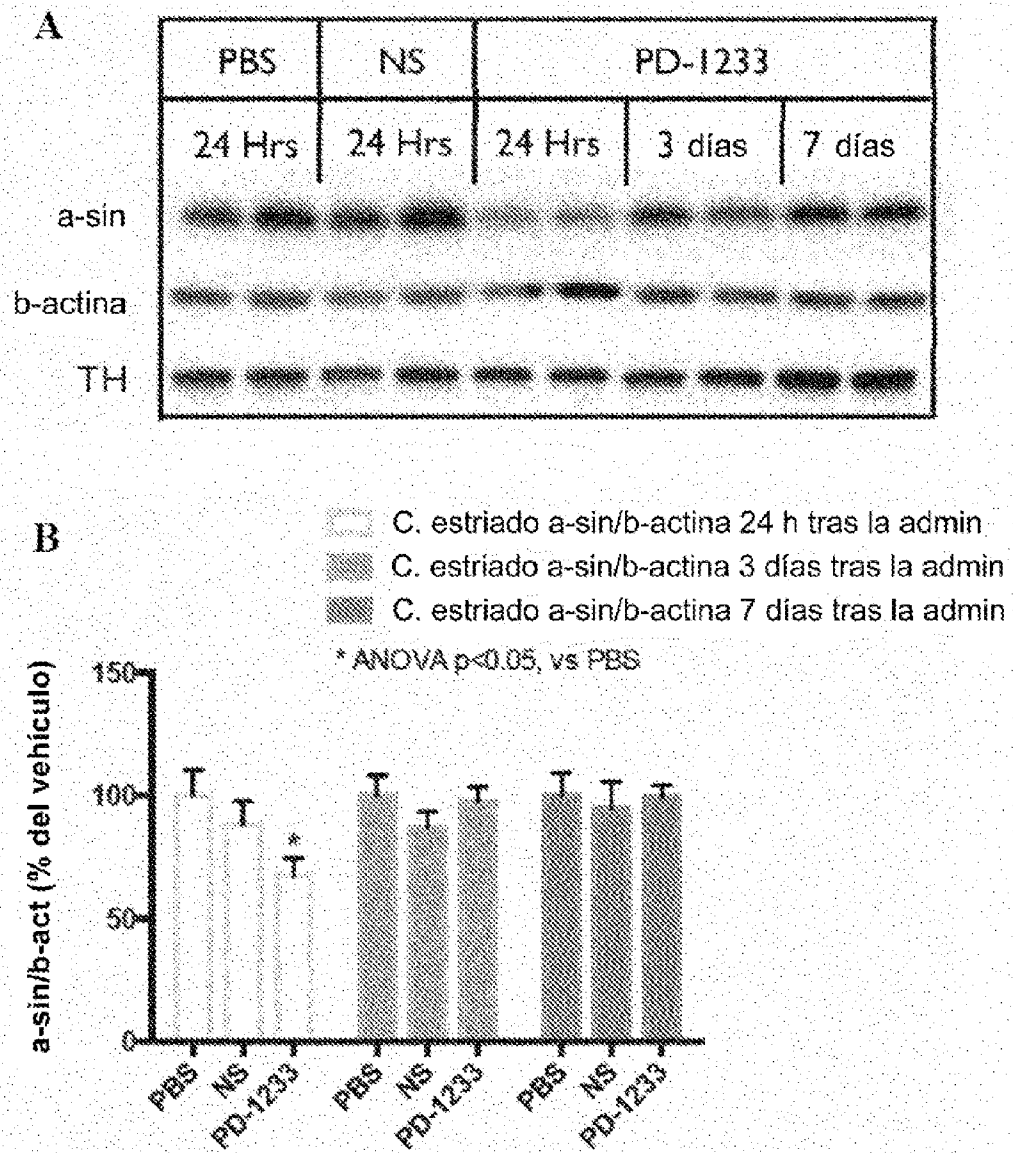 A
PBS NS PD-1233
24 Hrs 24 Hrs 24 Hrs 3 días 7 días
a-sin
b-actina
TH
B
C. estriado a-sin/b-actina 24 h tras la admin
C. estriado a-sin/b-actina 3 días tras la admin
C. estriado a-sin/b-actina 7 días tras la admin
* ANOVA p<0.05, vs PBS
a-sin/b-act (% del vehículo)
150
100
50
0
*
PBS NS PD-1233 PBS NS PD-1233 PBS NS PD-1233